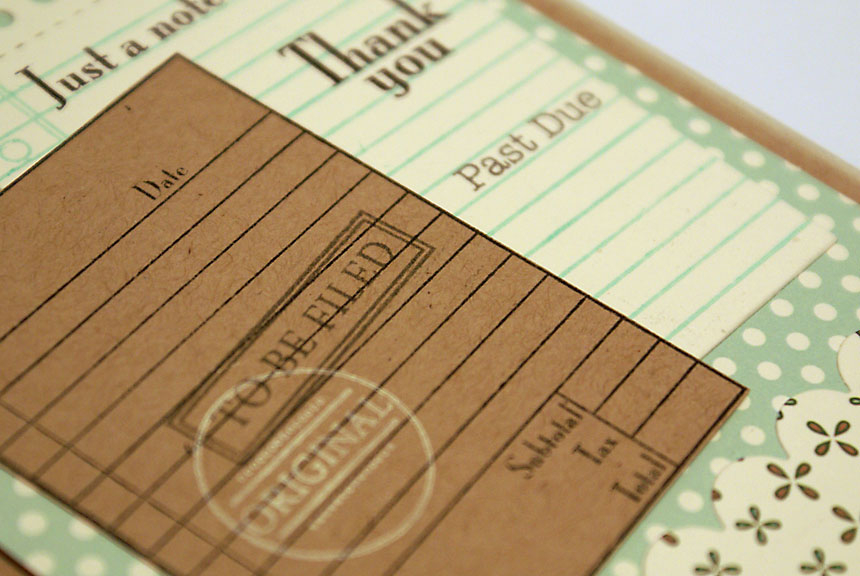 Just a note
Thank
you
Past Due
Date
TO BE FILED
ORIGINAL
Subtotal
Tax
Total